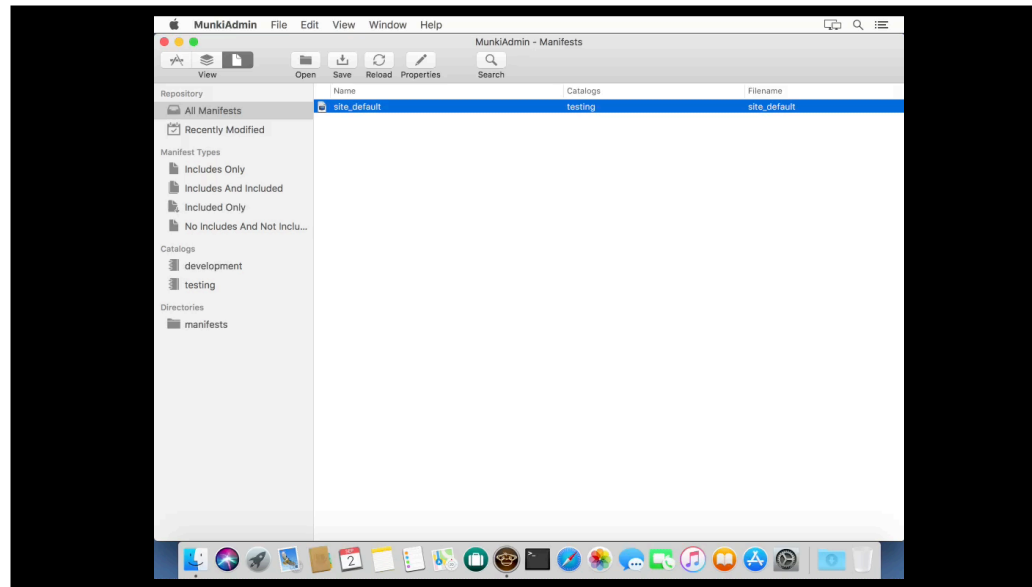 MunkiAdmin File Edit View Window Help
MunkiAdmin - Manifests
View Open Save Reload Properties Search
Repository
All Manifests
Recently Modified
Manifest Types
Includes Only
Includes And Included
Included Only
No Includes And Not Inclu...
Catalogs
development
testing
Directories
manifests
Name Catalogs Filename
site_default testing site_default
2